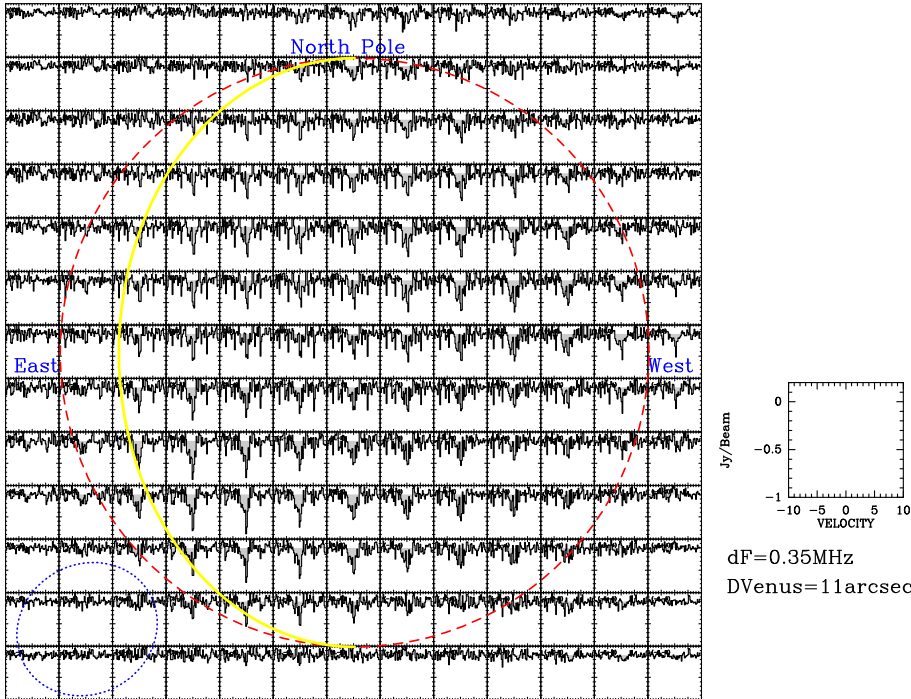 North Pole
East
West
0
-0.5
-1
Jy/Beam
-10 -5 0 5 10
VELOCITY
dF=0.35MHz
DVenus=11arcsec